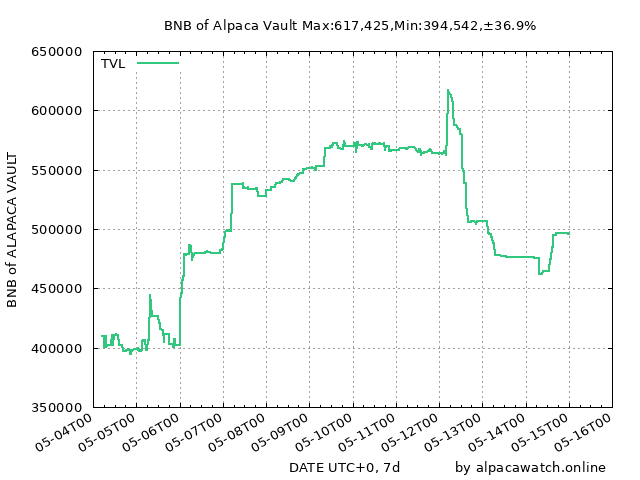 BNB of Alpaca Vault Max:617,425,Min:394,542,±36.9%
TVL
650000
600000
550000
500000
450000
400000
350000
BNB of ALAPACA VAULT
05-04T00
05-05T00
05-06T00
05-07T00
05-08T00
05-09T00
05-10T00
05-11T00
05-12T00
05-13T00
05-14T00
05-15T00
05-16T00
DATE UTC+0, 7d
by alpacawatch.online